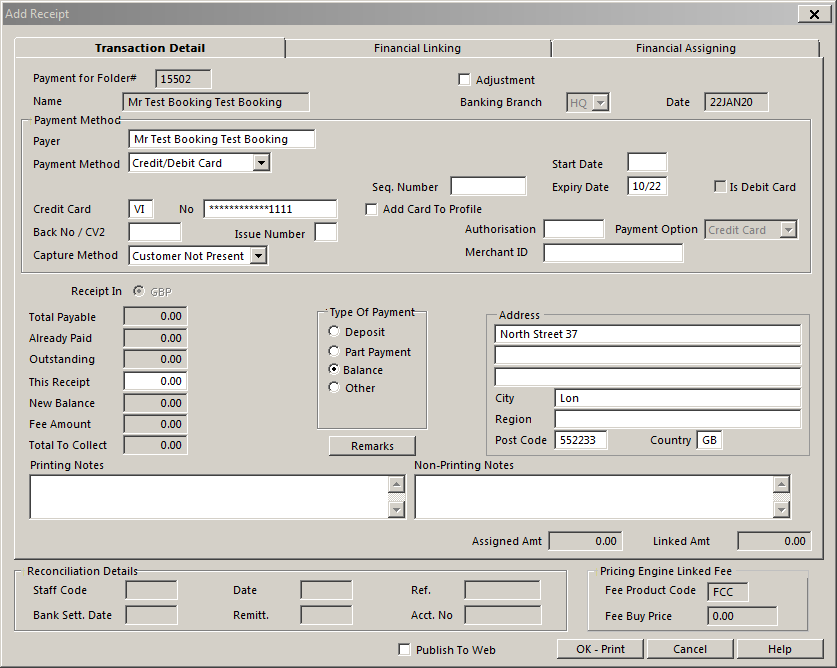 Add Receipt
Transaction Detail Financial Linking Financial Assigning
Payment for Folder# 15502 Adjustment
Name Mr Test Booking Test Booking Banking Branch HQ Date 22JAN20
Payment Method
Payer Mr Test Booking Test Booking
Payment Method Credit/Debit Card Start Date
Seq. Number Expiry Date 10/22 Is Debit Card
Credit Card VI No ************1111 Add Card To Profile
Back No / CV2 Issue Number Authorisation Payment Option Credit Card
Capture Method Customer Not Present Merchant ID
Receipt In GBP
Total Payable 0.00
Already Paid 0.00
Outstanding 0.00
This Receipt 0.00
New Balance 0.00
Fee Amount 0.00
Total To Collect 0.00
Type Of Payment
Deposit
Part Payment
Balance
Other
Remarks
Address
North Street 37
City Lon
Region
Post Code 552233 Country GB
Printing Notes Non-Printing Notes
Assigned Amt 0.00 Linked Amt 0.00
Reconciliation Details
Staff Code Date Ref.
Bank Sett. Date Remitt. Acct. No
Pricing Engine Linked Fee
Fee Product Code FCC
Fee Buy Price 0.00
Publish To Web OK - Print Cancel Help